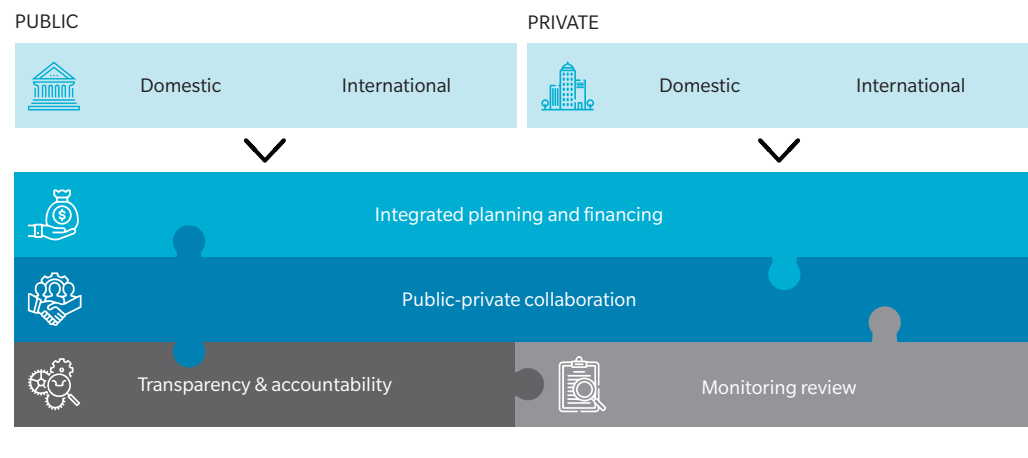 PUBLIC
PRIVATE
Domestic
International
Domestic
International
Integrated planning and financing
Public-private collaboration
Transparency & accountability
Monitoring review